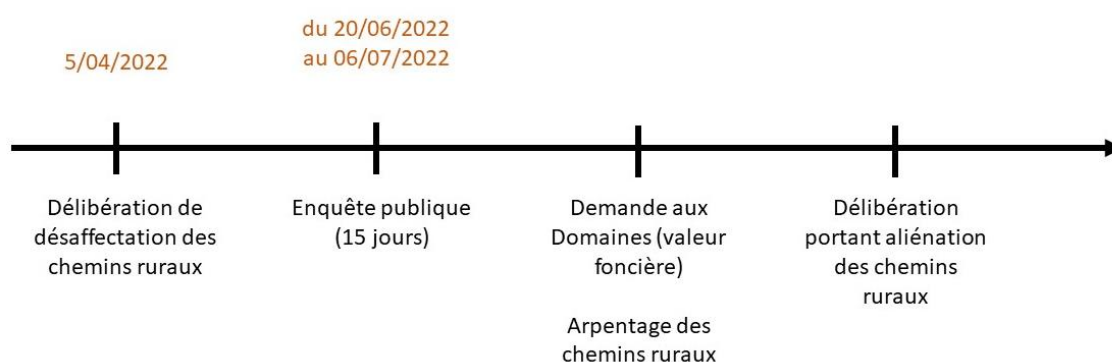 5/04/2022
du 20/06/2022
au 06/07/2022
Délibération de
désaffectation des
chemins ruraux
Enquête publique
(15 jours)
Demande aux
Domaines (valeur
foncière)
Arpentage des
chemins ruraux
Délibération
portant aliénation
des chemins
ruraux